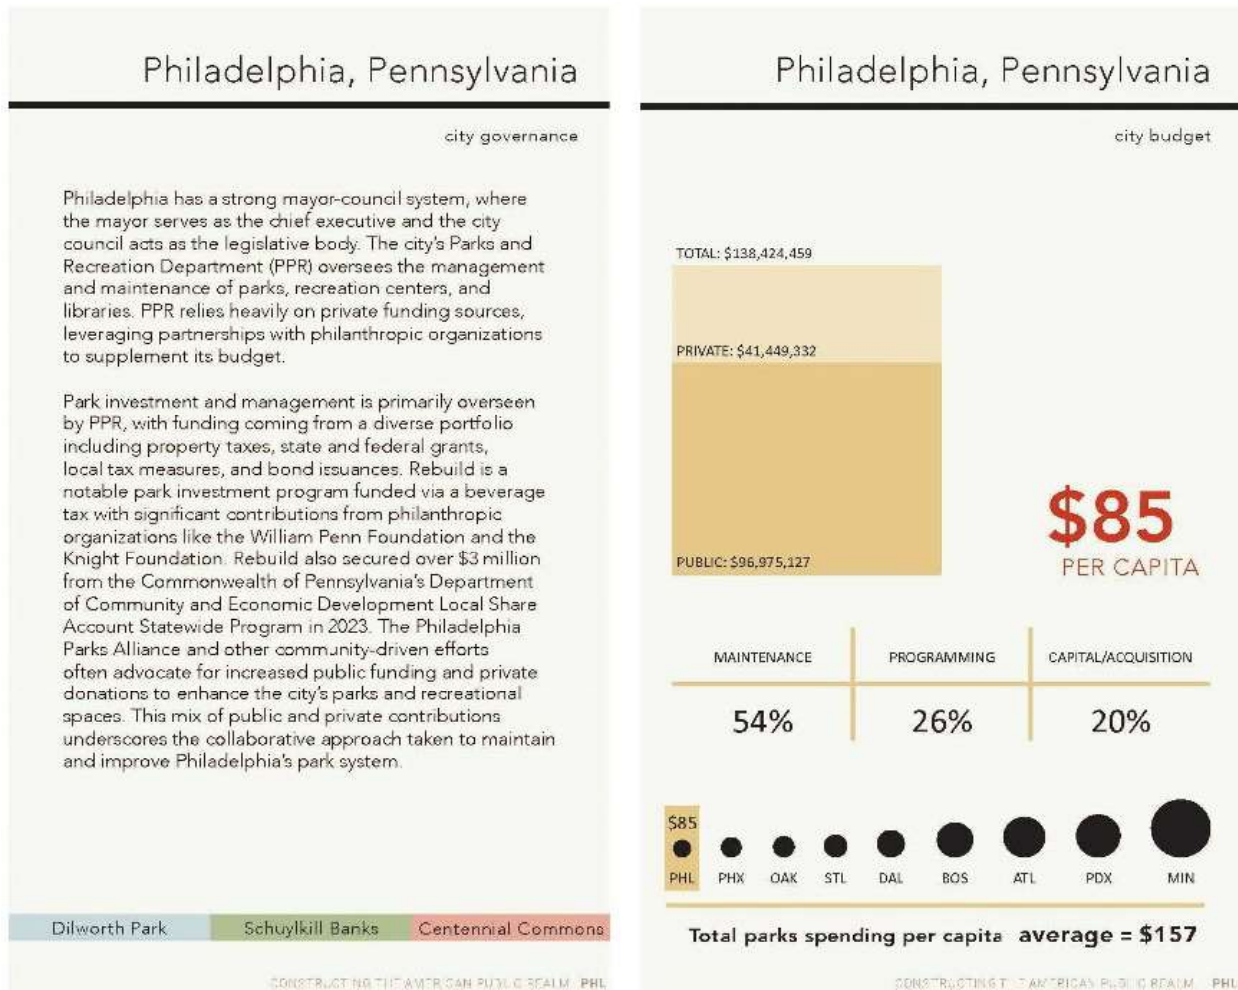 Philadelphia, Pennsylvania
city governance
Philadelphia has a strong mayor-council system, where
the mayor serves as the chief executive and the city
council acts as the legislative body. The city's Parks and
Recreation Department (PPR) oversees the management
and maintenance of parks, recreation centers, and
libraries. PPR relies heavily on private funding sources,
leveraging partnerships with philanthropic organizations
to supplement its budget.
Park investment and management is primarily overseen
by PPR, with funding coming from a diverse portfolio
including property taxes, state and federal grants,
local tax measures, and bond issuances. Rebuild is a
notable park investment program funded via a beverage
tax with significant contributions from philanthropic
organizations like the William Penn Foundation and the
Knight Foundation. Rebuild also secured over $3 million
from the Commonwealth of Pennsylvania's Department
of Community and Economic Development Local Share
Account Statewide Program in 2023. The Philadelphia
Parks Alliance and other community-driven efforts
often advocate for increased public funding and private
donations to enhance the city's parks and recreational
spaces. This mix of public and private contributions
underscores the collaborative approach taken to maintain
and improve Philadelphia's park system.
Dilworth Park Schuylkill Banks Centennial Commons
CONSTRUCTING THE AMERICAN PUBLIC REALM PHL
Philadelphia, Pennsylvania
city budget
TOTAL: $138,424,459
PRIVATE: $41,449,332
PUBLIC: $96,975,127
$85
PER CAPITA
MAINTENANCE PROGRAMMING CAPITAL/ACQUISITION
54% 26% 20%
$85
PHL PHX OAK STL DAL BOS ATL PDX MIN
Total parks spending per capita average = $157
CONSTRUCTING THE AMERICAN PUBLIC REALM PHL